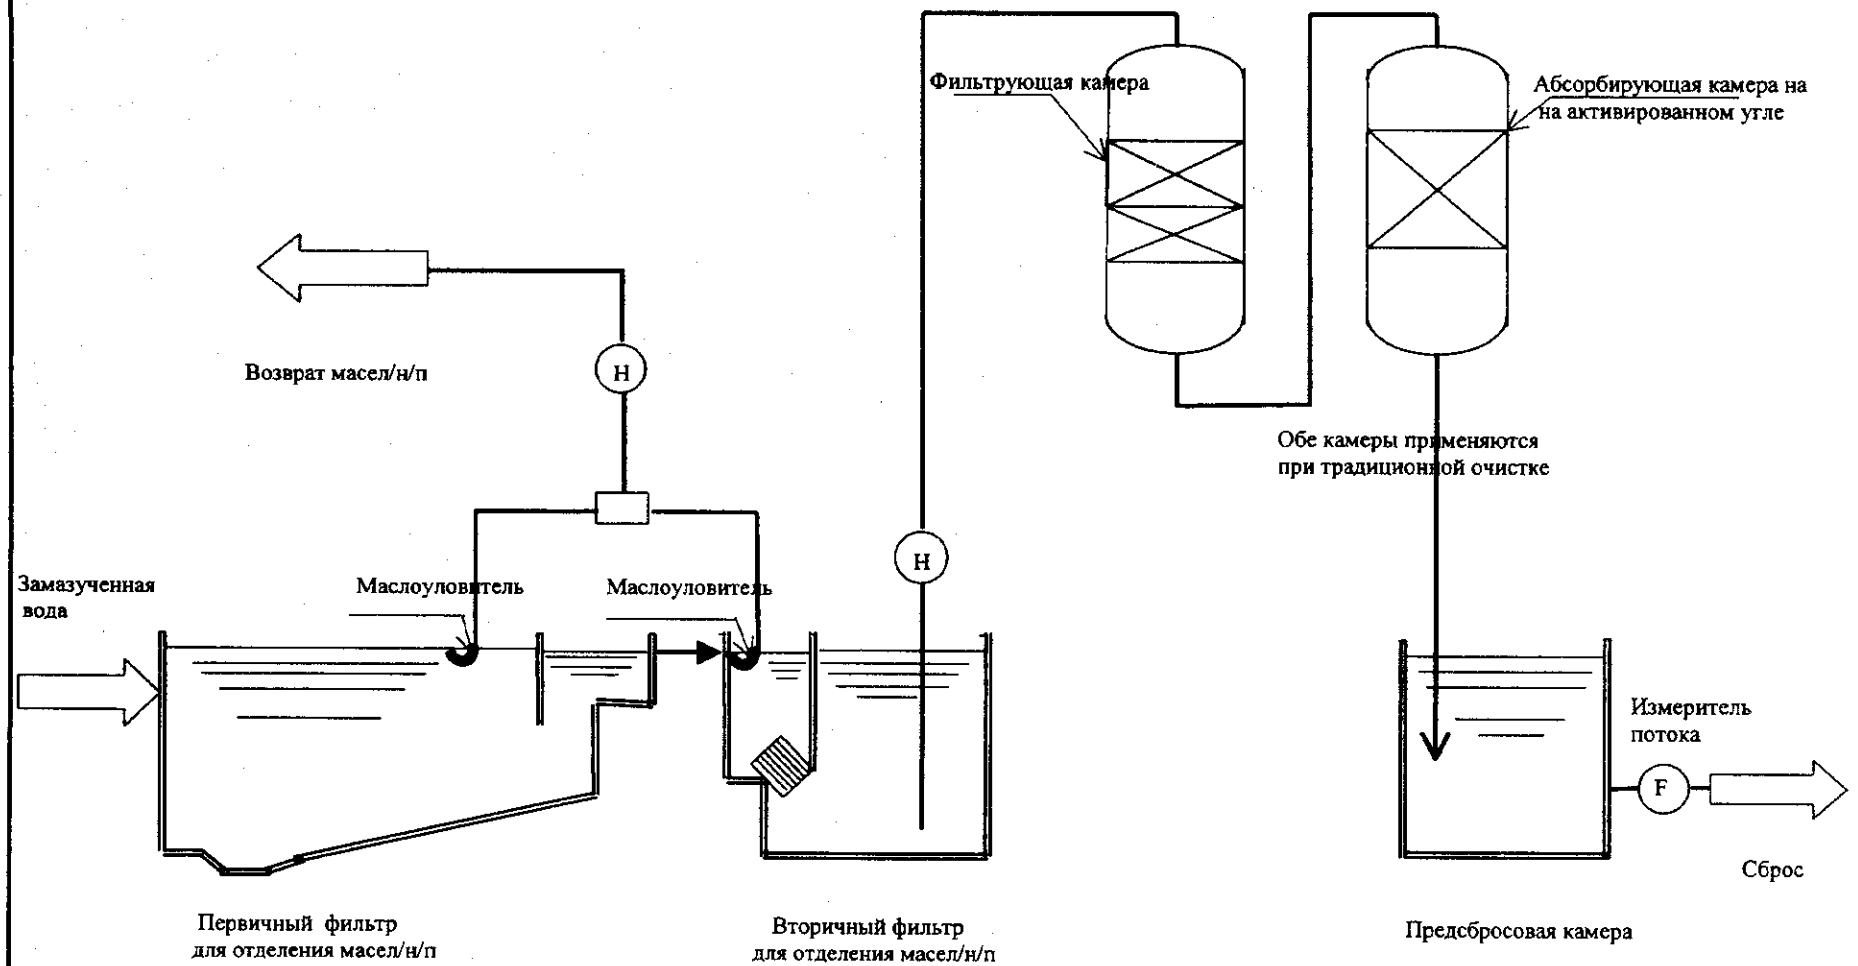 Фильтрующая камера
Абсорбирующая камера на
на активированном угле
Возврат масел/н/п
Н
Обе камеры применяются
при традиционной очистке
Н
Замазученная
вода
Маслоуловитель
Маслоуловитель
Измеритель
потока
F
Сброс
Первичный фильтр
для отделения масел/н/п
Вторичный фильтр
для отделения масел/н/п
Предсбросовая камера